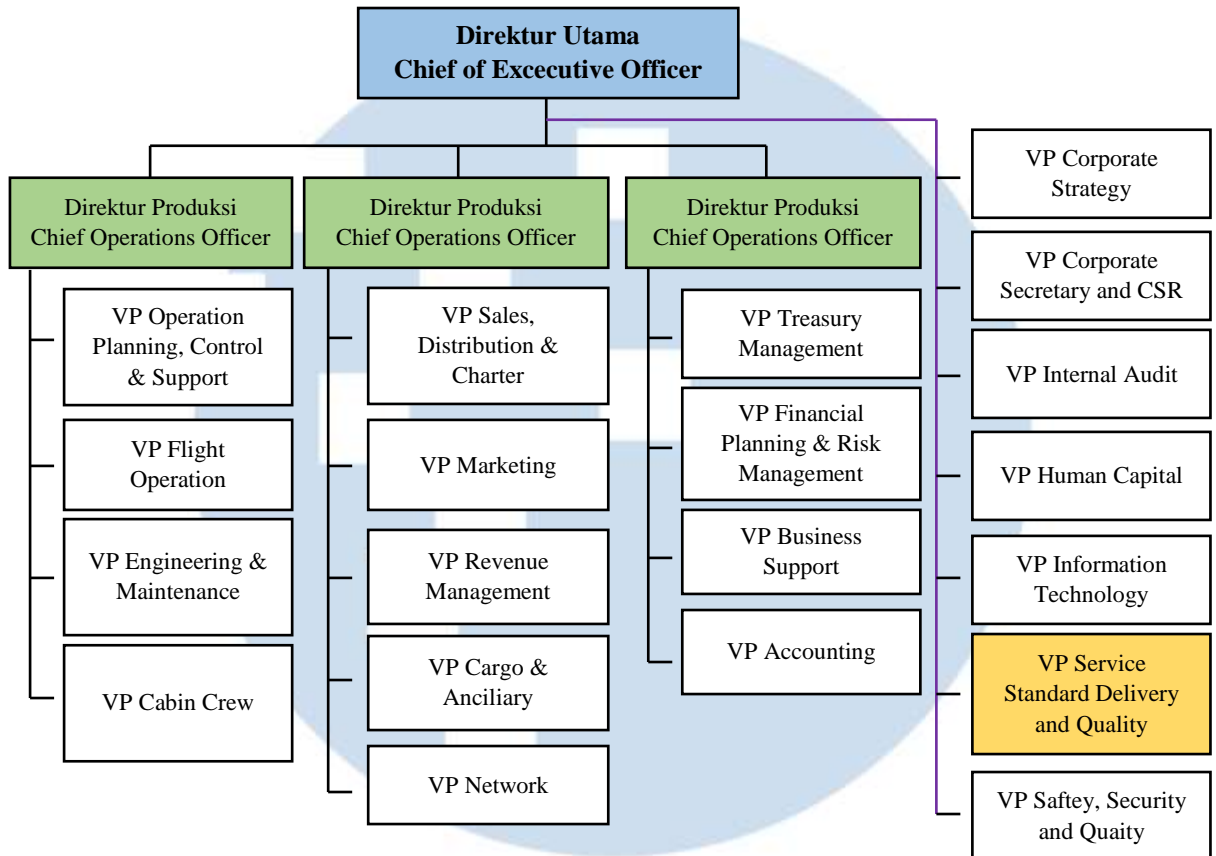 Direktur Utama
Chief of Excecutive Officer
Direktur Produksi
Chief Operations Officer
VP Operation
Planning, Control
& Support
VP Flight
Operation
VP Engineering &
Maintenance
VP Cabin Crew
Direktur Produksi
Chief Operations Officer
VP Sales,
Distribution &
Charter
VP Marketing
VP Revenue
Management
VP Cargo &
Anciliary
VP Network
Direktur Produksi
Chief Operations Officer
VP Treasury
Management
VP Financial
Planning & Risk
Management
VP Business
Support
VP Accounting
VP Corporate
Strategy
VP Corporate
Secretary and CSR
VP Internal Audit
VP Human Capital
VP Information
Technology
VP Service
Standard Delivery
and Quality
VP Saftey, Security
and Quaity